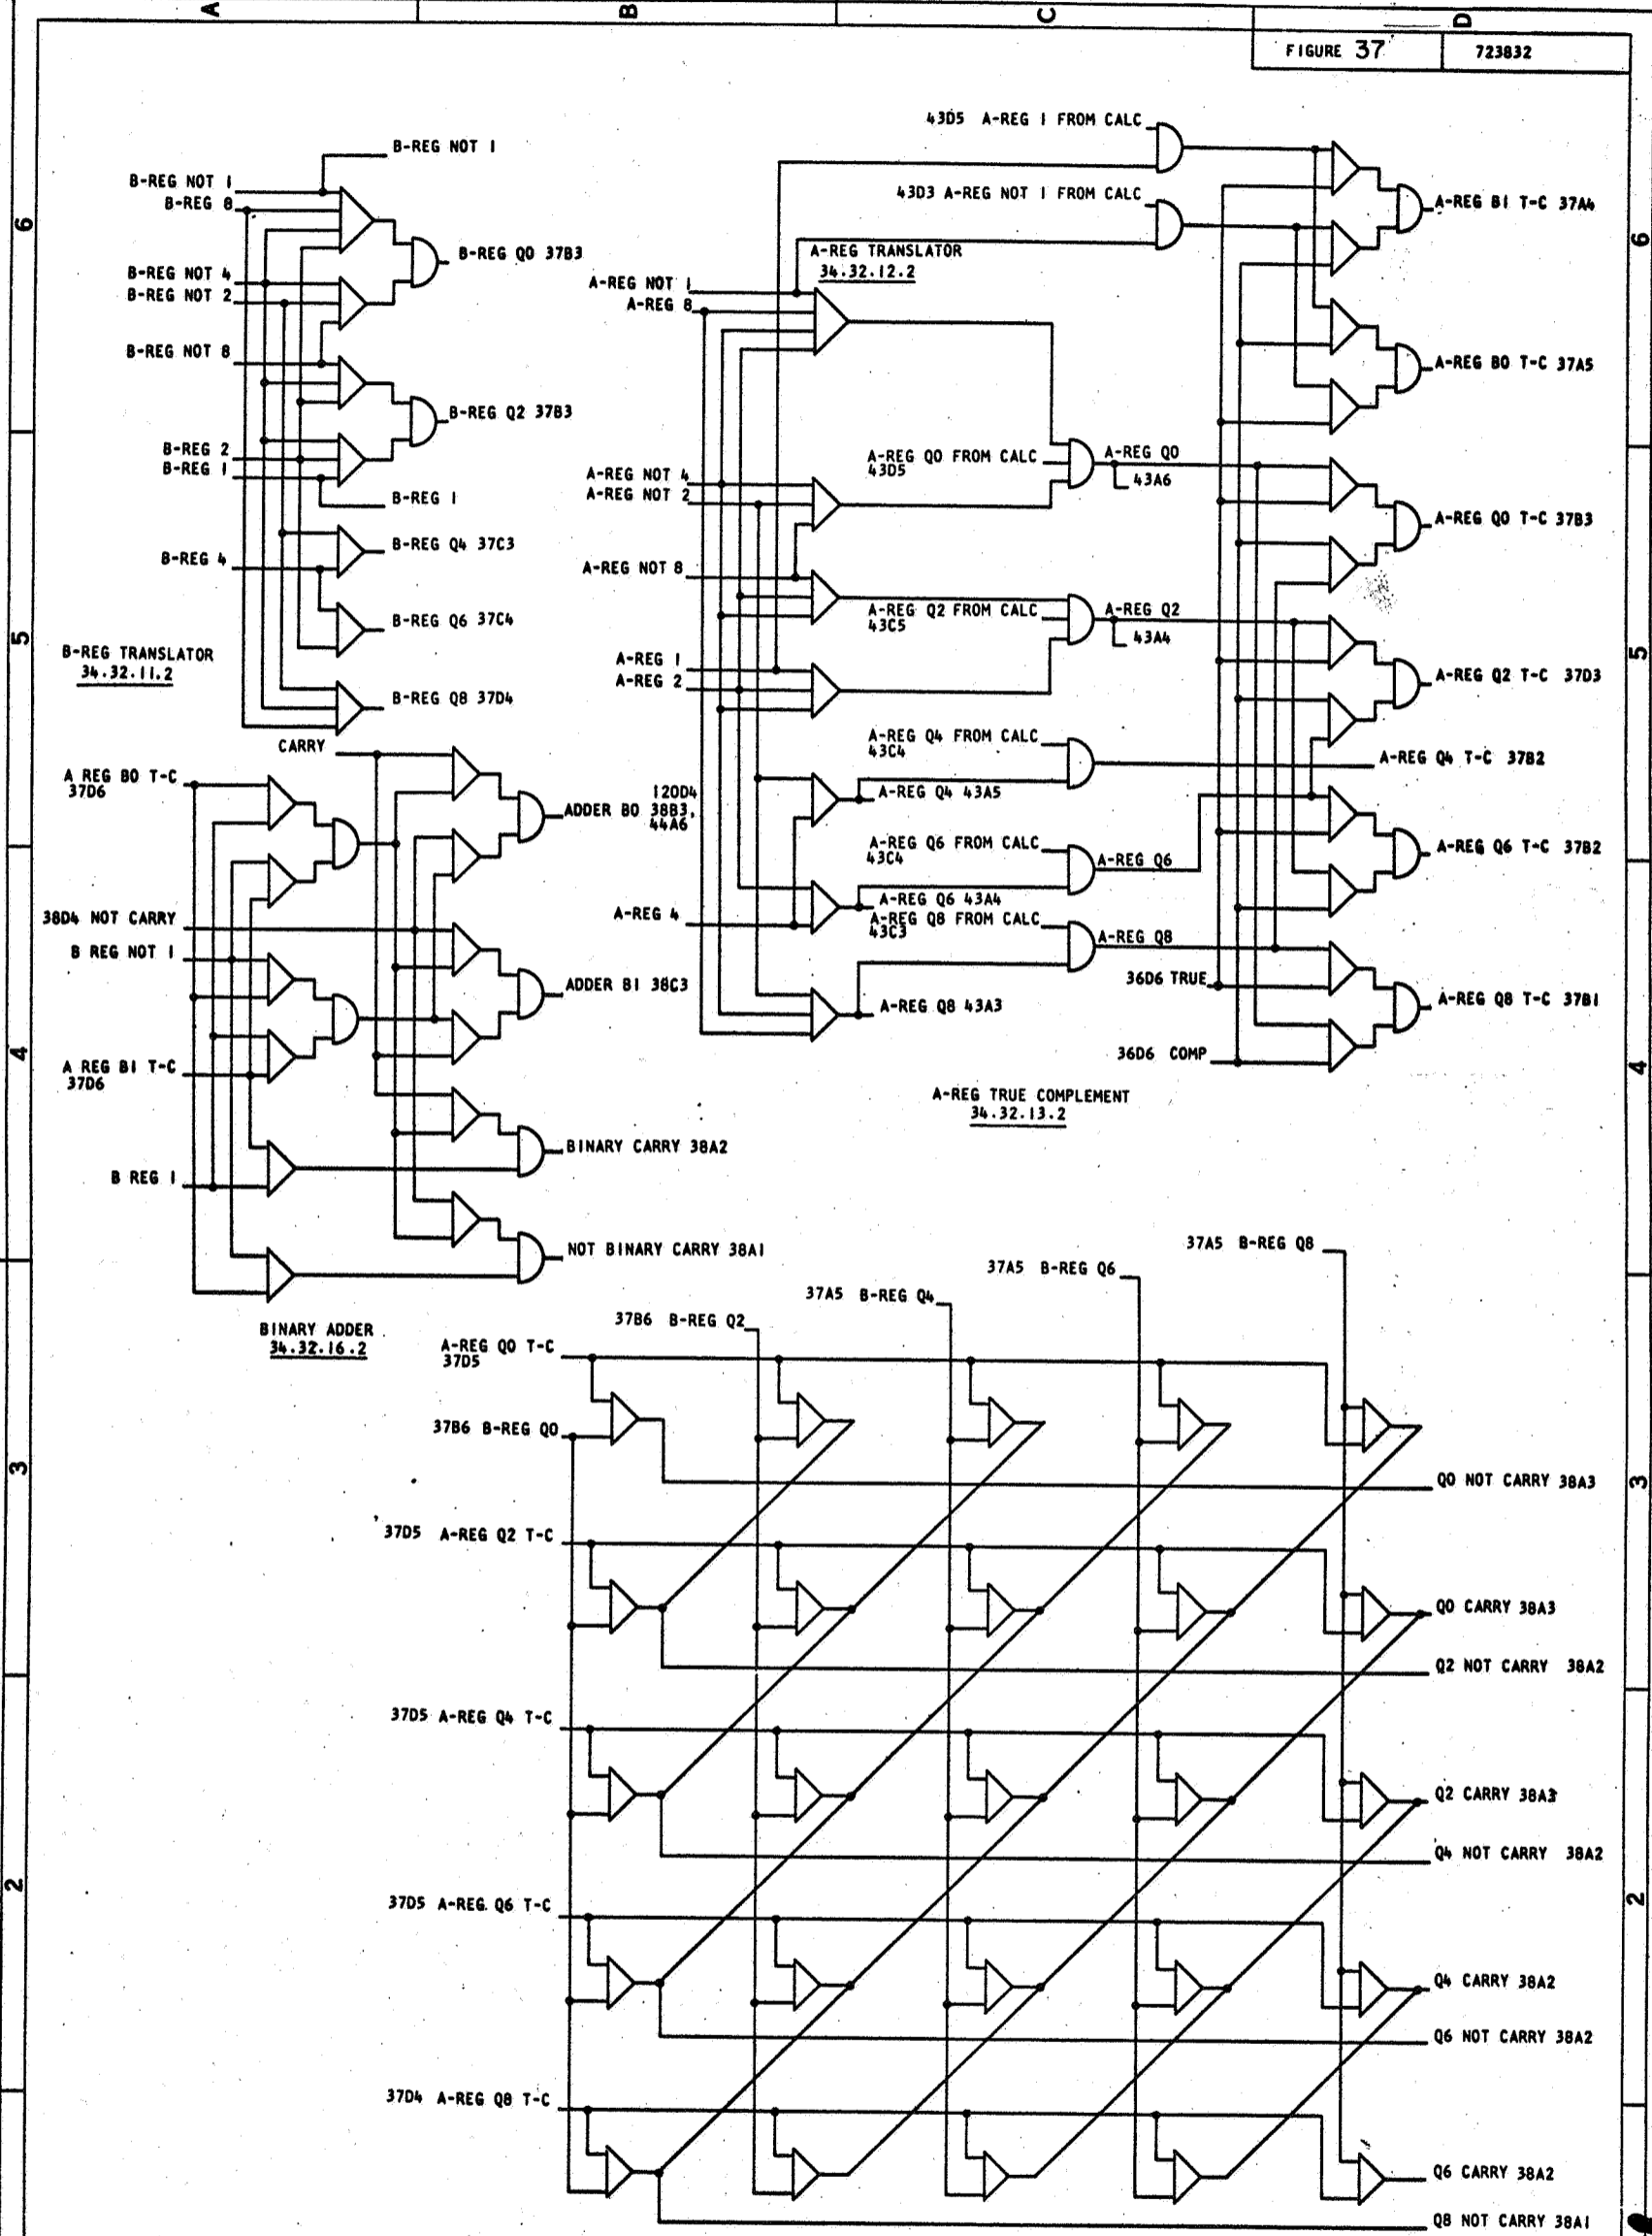 A
B
C
D
FIGURE 37
723832
6
5
4
3
2
B-REG NOT 1
B-REG NOT 1
B-REG 8
B-REG Q0 37B3
B-REG NOT 4
B-REG NOT 2
B-REG NOT 8
B-REG Q2 37B3
B-REG 2
B-REG 1
B-REG 1
B-REG Q4 37C3
B-REG 4
B-REG Q6 37C4
B-REG TRANSLATOR
34.32.11.2
B-REG Q8 37D4
CARRY
A REG B0 T-C
37D6
ADDER B0 38B3,
44A6
38D4 NOT CARRY
B REG NOT 1
ADDER B1 38C3
A REG B1 T-C
37D6
BINARY CARRY 38A2
B REG 1
NOT BINARY CARRY 38A1
BINARY ADDER
34.32.16.2
43D5 A-REG 1 FROM CALC
43D3 A-REG NOT 1 FROM CALC
A-REG TRANSLATOR
34.32.12.2
A-REG NOT 1
A-REG 8
A-REG NOT 4
A-REG NOT 2
A-REG Q0 FROM CALC
43D5
A-REG Q0
43A6
A-REG NOT 8
A-REG Q2 FROM CALC
43C5
A-REG Q2
43A4
A-REG 1
A-REG 2
A-REG Q4 FROM CALC
43C4
120D4
A-REG Q4 43A5
A-REG Q6 FROM CALC
43C4
A-REG Q6
A-REG 4
A-REG Q6 43A4
A-REG Q8 FROM CALC
43C3
A-REG Q8
36D6 TRUE
A-REG Q8 43A3
36D6 COMP
A-REG TRUE COMPLEMENT
34.32.13.2
A-REG B1 T-C 37A4
A-REG B0 T-C 37A5
A-REG Q0 T-C 37B3
A-REG Q2 T-C 37D3
A-REG Q4 T-C 37B2
A-REG Q6 T-C 37B2
A-REG Q8 T-C 37B1
37A5 B-REG Q8
37A5 B-REG Q6
37A5 B-REG Q4
37B6 B-REG Q2
A-REG Q0 T-C
37D5
37B6 B-REG Q0
Q0 NOT CARRY 38A3
37D5 A-REG Q2 T-C
Q0 CARRY 38A3
Q2 NOT CARRY 38A2
37D5 A-REG Q4 T-C
Q2 CARRY 38A3
Q4 NOT CARRY 38A2
37D5 A-REG Q6 T-C
Q4 CARRY 38A2
Q6 NOT CARRY 38A2
37D4 A-REG Q8 T-C
Q6 CARRY 38A2
Q8 NOT CARRY 38A1
6
5
4
3
2